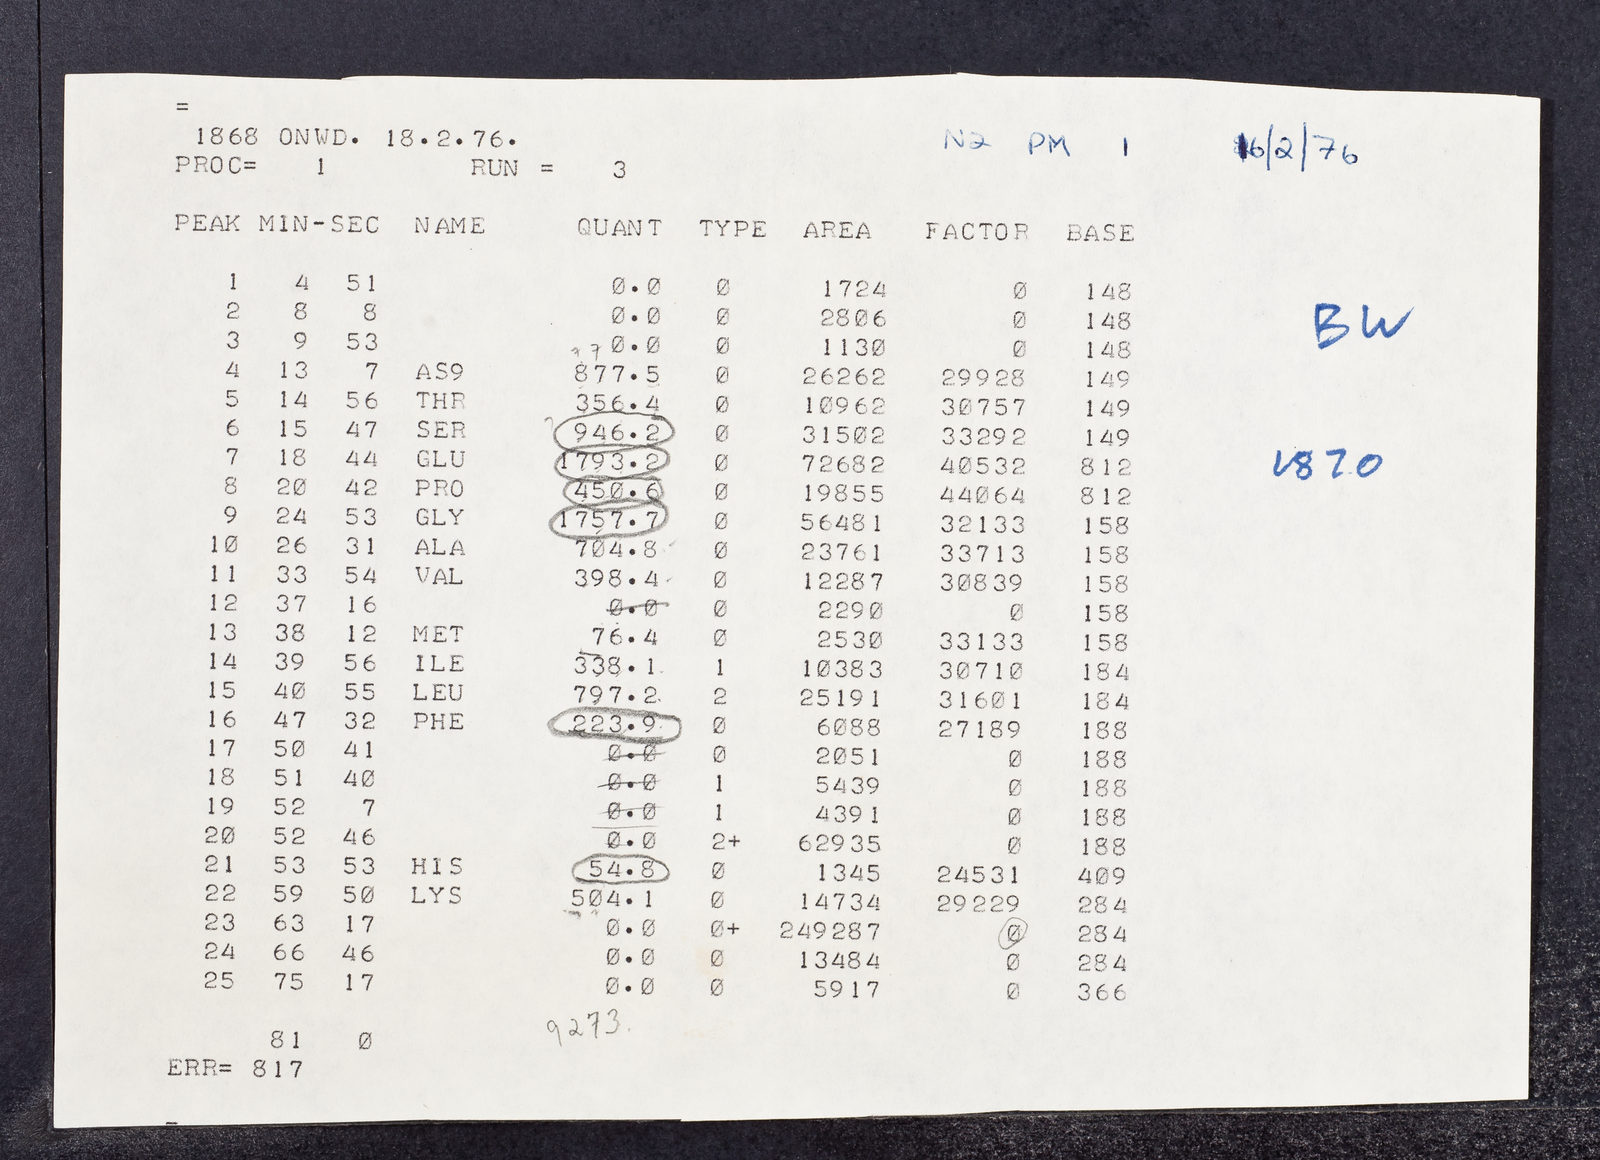 =
1868 ONWD. 18.2.76. N2 PM 1 16/2/76
PROC= 1 RUN = 3
PEAK MIN-SEC NAME QUANT TYPE AREA FACTOR BASE
1 4 51 0.0 0 1724 0 148
2 8 8 0.0 0 2806 0 148
BW
3 9 53 0.0 0 1130 0 148
4 13 7 AS9 877.5 0 26262 29928 149
5 14 56 THR 356.4 0 10962 30757 149
6 15 47 SER 946.2 0 31502 33292 149
7 18 44 GLU 1793.2 0 72682 40532 812
1870
8 20 42 PRO 450.6 0 19855 44064 812
9 24 53 GLY 1757.7 0 56481 32133 158
10 26 31 ALA 704.8 0 23761 33713 158
11 33 54 VAL 398.4 0 12287 30839 158
12 37 16 0.0 0 2290 0 158
13 38 12 MET 76.4 0 2530 33133 158
14 39 56 ILE 338.1 1 10383 30710 184
15 40 55 LEU 797.2 2 25191 31601 184
16 47 32 PHE 223.9 0 6088 27189 188
17 50 41 0.0 0 2051 0 188
18 51 40 0.0 1 5439 0 188
19 52 7 0.0 1 4391 0 188
20 52 46 0.0 2+ 62935 0 188
21 53 53 HIS 54.8 0 1345 24531 409
22 59 50 LYS 504.1 0 14734 29229 284
23 63 17 0.0 0+ 249287 0 284
24 66 46 0.0 0 13484 0 284
25 75 17 0.0 0 5917 0 366
9273.
81 0
ERR= 817